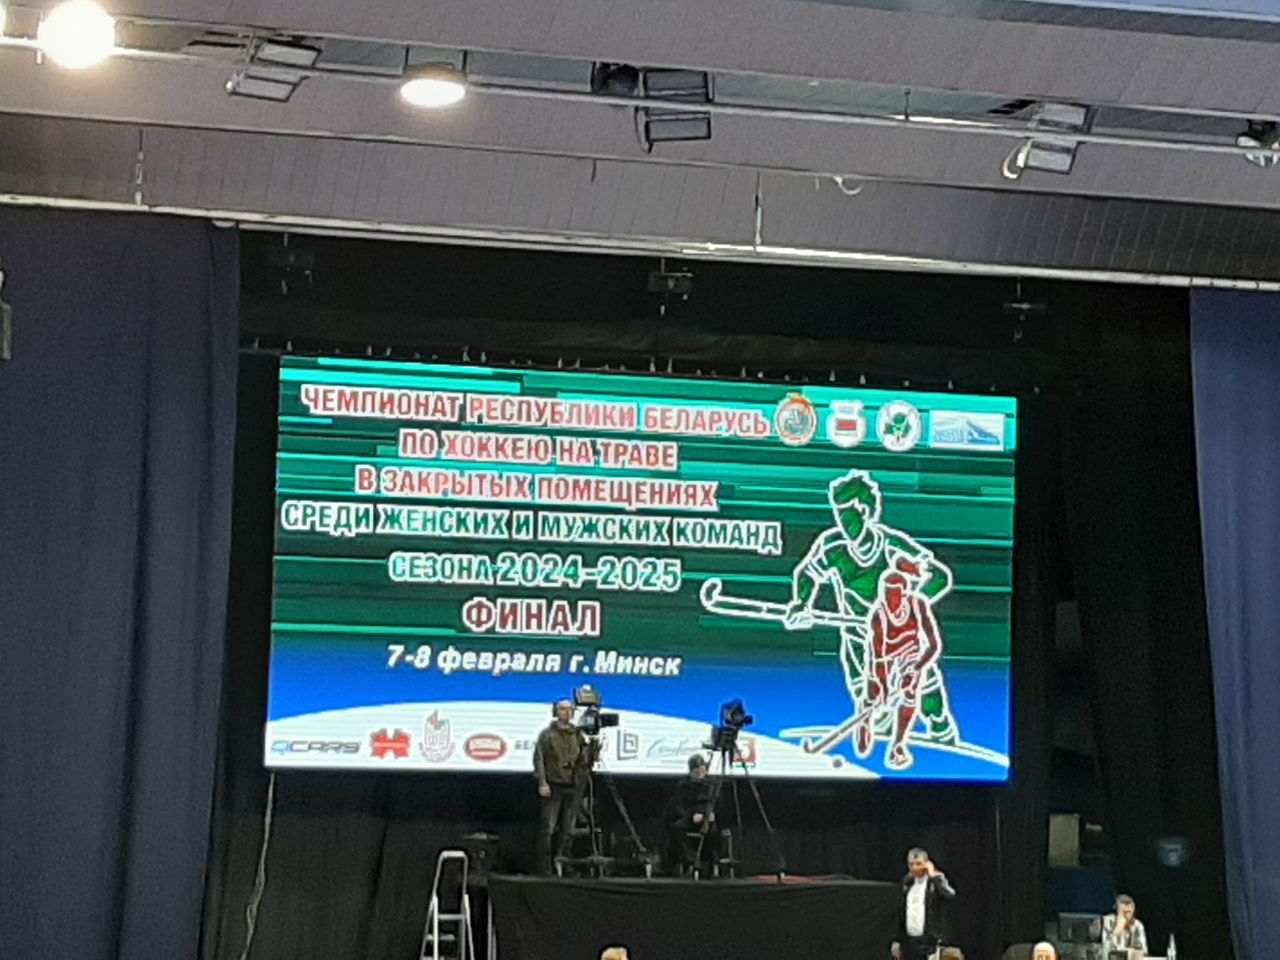 ЧЕМПИОНАТ РЕСПУБЛИКИ БЕЛАРУСЬ
ПО ХОККЕЮ НА ТРАВЕ
В ЗАКРЫТЫХ ПОМЕЩЕНИЯХ
СРЕДИ ЖЕНСКИХ И МУЖСКИХ КОМАНД
СЕЗОНА 2024-2025
ФИНАЛ
7-8 февраля г. Минск
QCARS